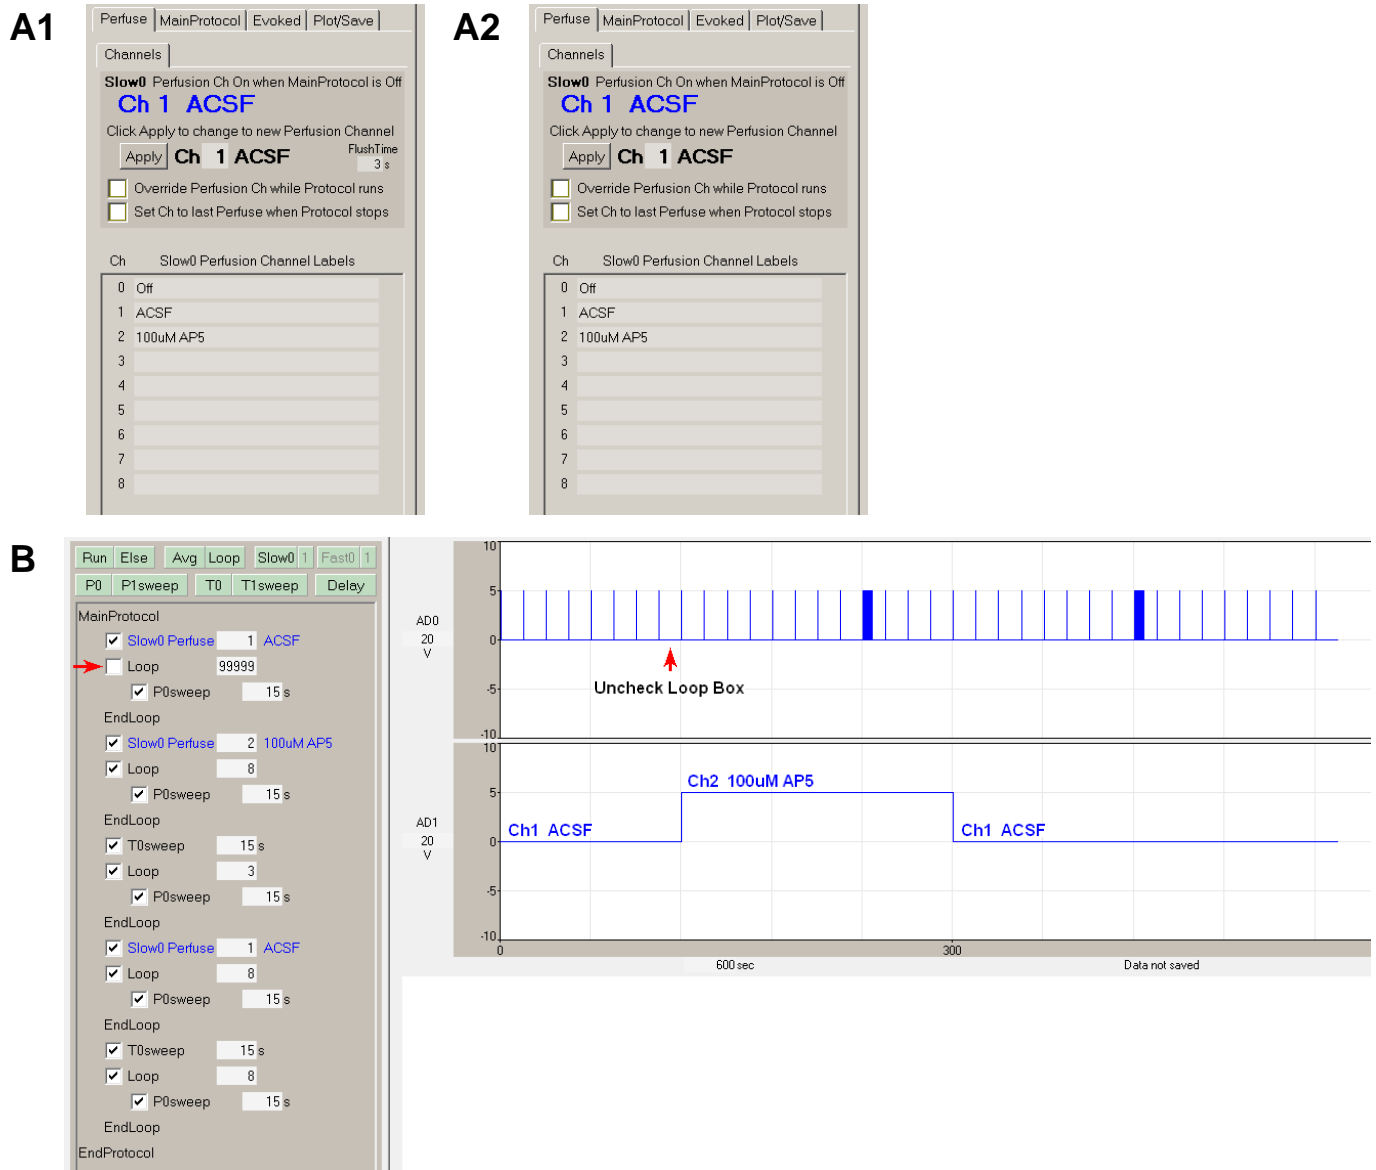 A1
Perfuse MainProtocol Evoked Plot/Save
Channels
Slow0 Perfusion Ch On when MainProtocol is Off
Ch 1 ACSF
Click Apply to change to new Perfusion Channel
Apply Ch 1 ACSF FlushTime
3 s
Override Perfusion Ch while Protocol runs
Set Ch to last Perfuse when Protocol stops
Ch Slow0 Perfusion Channel Labels
0 Off
1 ACSF
2 100uM AP5
3
4
5
6
7
8
A2
Perfuse MainProtocol Evoked Plot/Save
Channels
Slow0 Perfusion Ch On when MainProtocol is Off
Ch 1 ACSF
Click Apply to change to new Perfusion Channel
Apply Ch 1 ACSF
Override Perfusion Ch while Protocol runs
Set Ch to last Perfuse when Protocol stops
Ch Slow0 Perfusion Channel Labels
0 Off
1 ACSF
2 100uM AP5
3
4
5
6
7
8
B
Run Else Avg Loop Slow0 1 Fast0 1
P0 P1sweep T0 T1sweep Delay
MainProtocol
Slow0 Perfuse 1 ACSF
Loop 99999
P0sweep 15 s
EndLoop
Slow0 Perfuse 2 100uM AP5
Loop 8
P0sweep 15 s
EndLoop
T0sweep 15 s
Loop 3
P0sweep 15 s
EndLoop
Slow0 Perfuse 1 ACSF
Loop 8
P0sweep 15 s
EndLoop
T0sweep 15 s
Loop 8
P0sweep 15 s
EndLoop
EndProtocol
10
5
AD0
20
V
0
-5
-10
Uncheck Loop Box
10
5
AD1
20
V
0
-5
-10
Ch1 ACSF
Ch2 100uM AP5
Ch1 ACSF
0 300
600 sec Data not saved